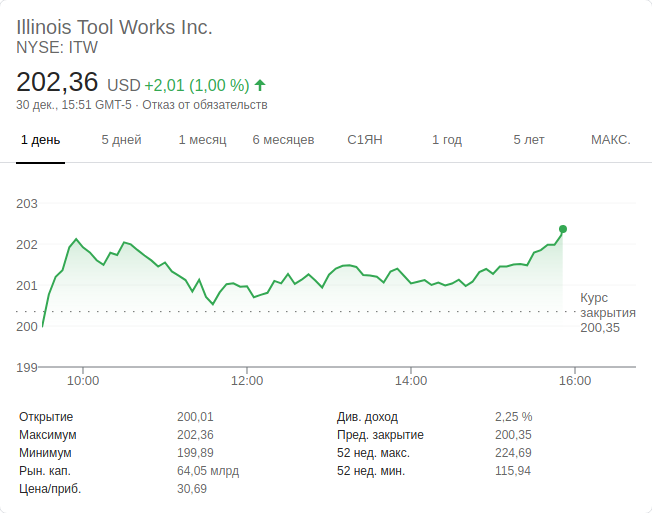 Illinois Tool Works Inc.
NYSE: ITW
202,36 USD +2,01 (1,00 %)
30 дек., 15:51 GMT-5 · Отказ от обязательств
1 день 5 дней 1 месяц 6 месяцев С1ЯН 1 год 5 лет МАКС.
203
202
201
200
199
Курс
закрытия
200,35
10:00 12:00 14:00 16:00
Открытие 200,01 Див. доход 2,25 %
Максимум 202,36 Пред. закрытие 200,35
Минимум 199,89 52 нед. макс. 224,69
Рын. кап. 64,05 млрд 52 нед. мин. 115,94
Цена/приб. 30,69